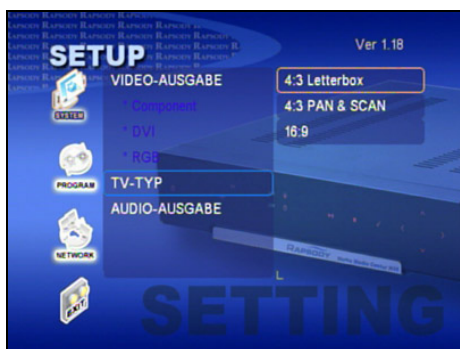 SETUP
Ver 1.18
VIDEO-AUSGABE
* Component
* DVI
* RGB
TV-TYP
AUDIO-AUSGABE
4:3 Letterbox
4:3 PAN & SCAN
16:9
SYSTEM
PROGRAM
NETWORK
EXIT
RAPSODY
L
SETTING